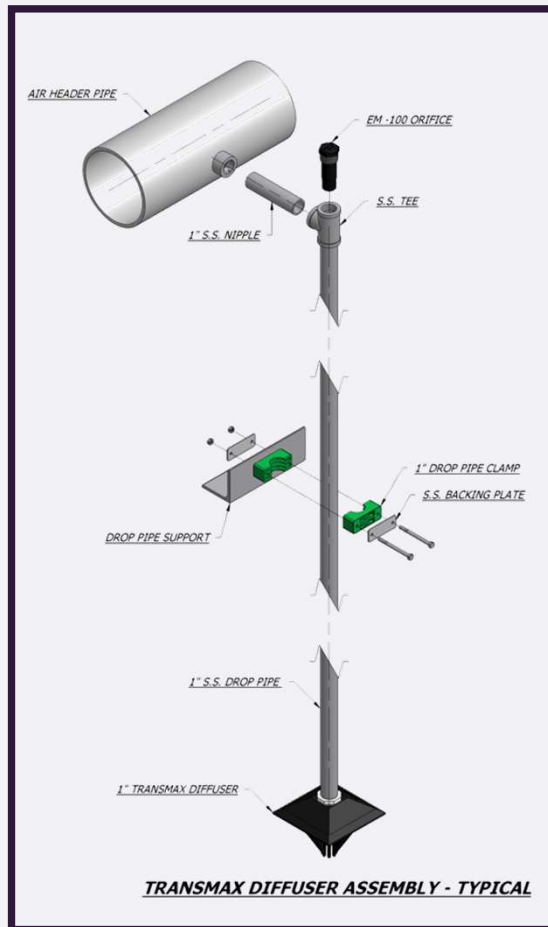 AIR HEADER PIPE
EM -100 ORIFICE
S.S. TEE
1" S.S. NIPPLE
1" DROP PIPE CLAMP
S.S. BACKING PLATE
DROP PIPE SUPPORT
1" S.S. DROP PIPE
1" TRANSMAX DIFFUSER
TRANSMAX DIFFUSER ASSEMBLY - TYPICAL